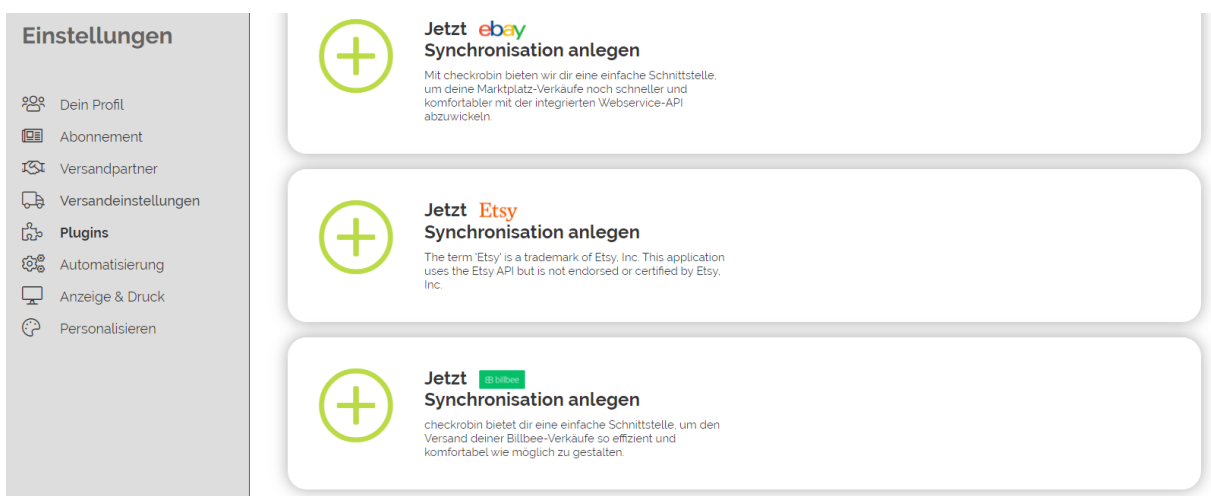 Einstellungen
Dein Profil
Abonnement
Versandpartner
Versandeinstellungen
Plugins
Automatisierung
Anzeige & Druck
Personalisieren
Jetzt ebay
Synchronisation anlegen
Mit checkrobin bieten wir dir eine einfache Schnittstelle,
um deine Marktplatz-Verkäufe noch schneller und
komfortabler mit der integrierten Webservice-API
abzuwickeln.
Jetzt Etsy
Synchronisation anlegen
The term 'Etsy' is a trademark of Etsy, Inc. This application
uses the Etsy API but is not endorsed or certified by Etsy,
Inc.
Jetzt billbee
Synchronisation anlegen
checkrobin bietet dir eine einfache Schnittstelle, um den
Versand deiner Billbee-Verkäufe so effizient und
komfortabel wie möglich zu gestalten.